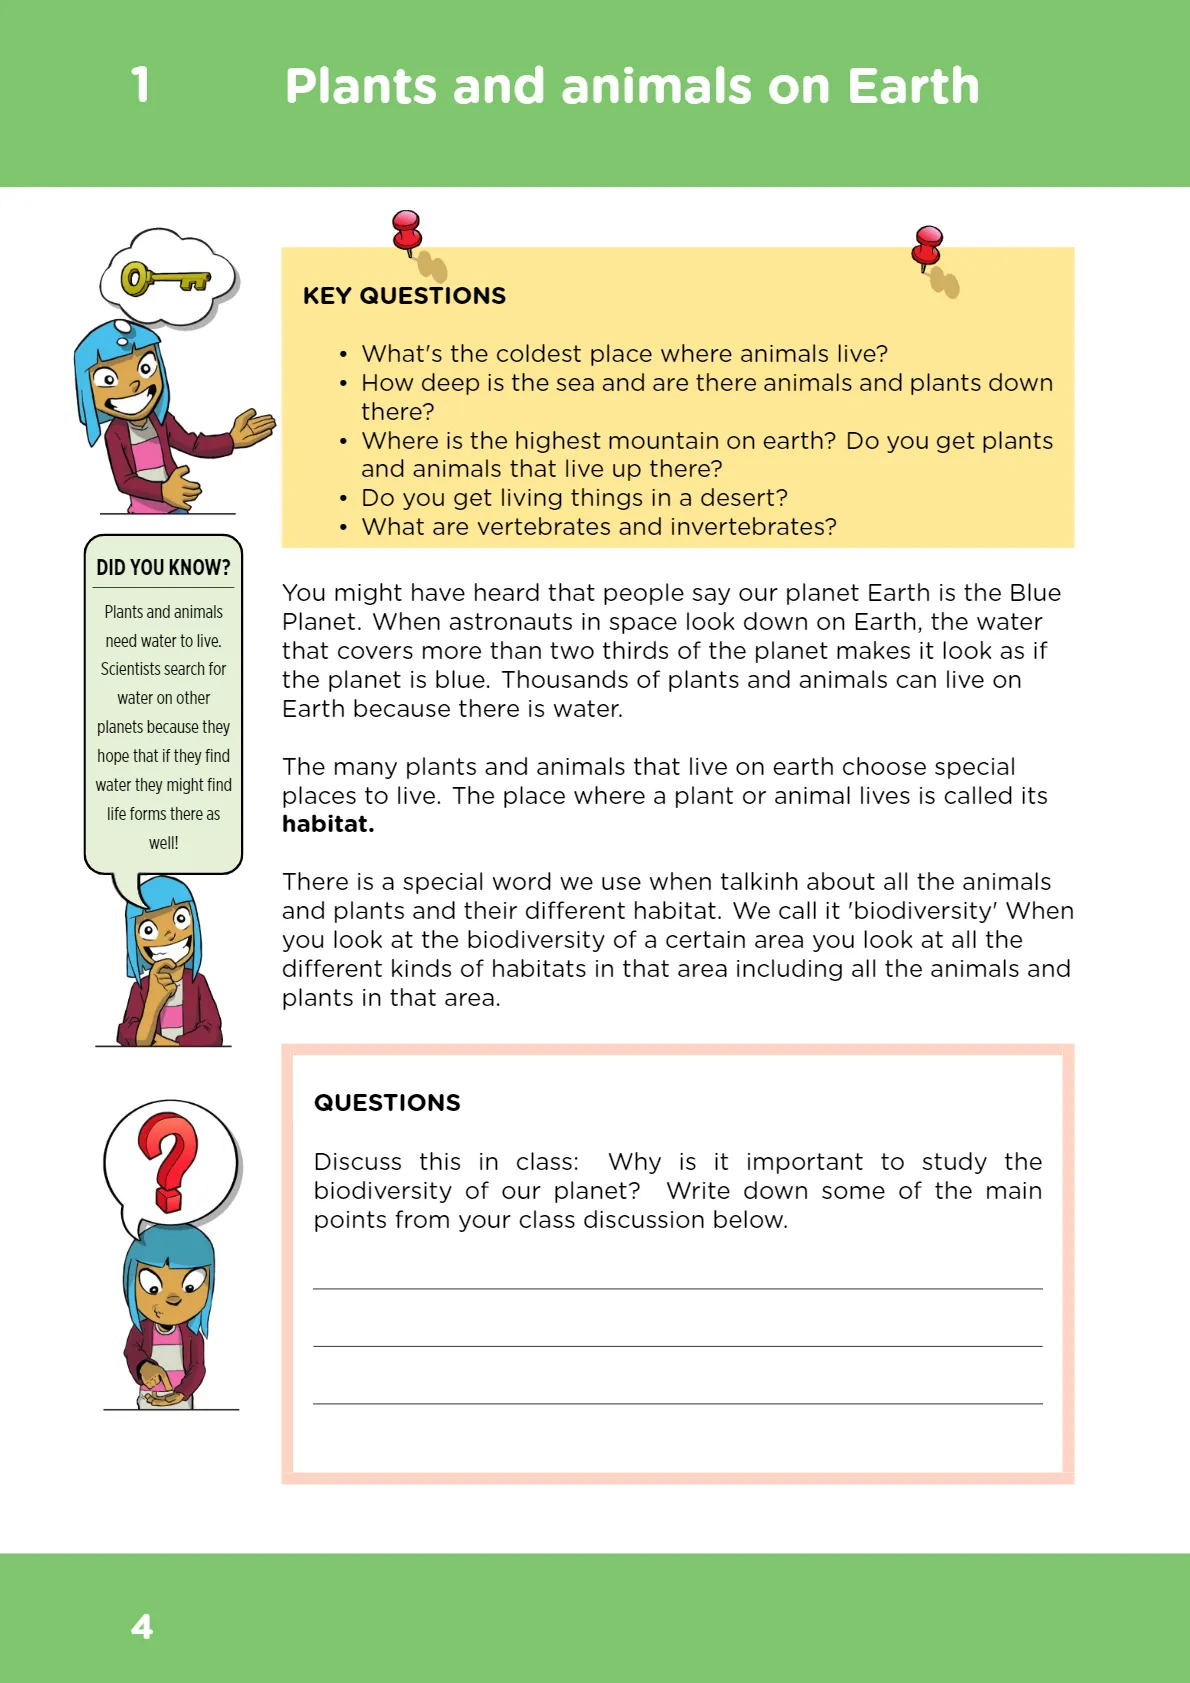 1 Plants and animals on Earth
KEY QUESTIONS
• What's the coldest place where animals live?
• How deep is the sea and are there animals and plants down
there?
• Where is the highest mountain on earth? Do you get plants
and animals that live up there?
• Do you get living things in a desert?
• What are vertebrates and invertebrates?
DID YOU KNOW?
Plants and animals
need water to live.
Scientists search for
water on other
planets because they
hope that if they find
water they might find
life forms there as
well!
You might have heard that people say our planet Earth is the Blue
Planet. When astronauts in space look down on Earth, the water
that covers more than two thirds of the planet makes it look as if
the planet is blue. Thousands of plants and animals can live on
Earth because there is water.
The many plants and animals that live on earth choose special
places to live. The place where a plant or animal lives is called its
habitat.
There is a special word we use when talkinh about all the animals
and plants and their different habitat. We call it 'biodiversity' When
you look at the biodiversity of a certain area you look at all the
different kinds of habitats in that area including all the animals and
plants in that area.
?
QUESTIONS
Discuss this in class: Why is it important to study the
biodiversity of our planet? Write down some of the main
points from your class discussion below.
4